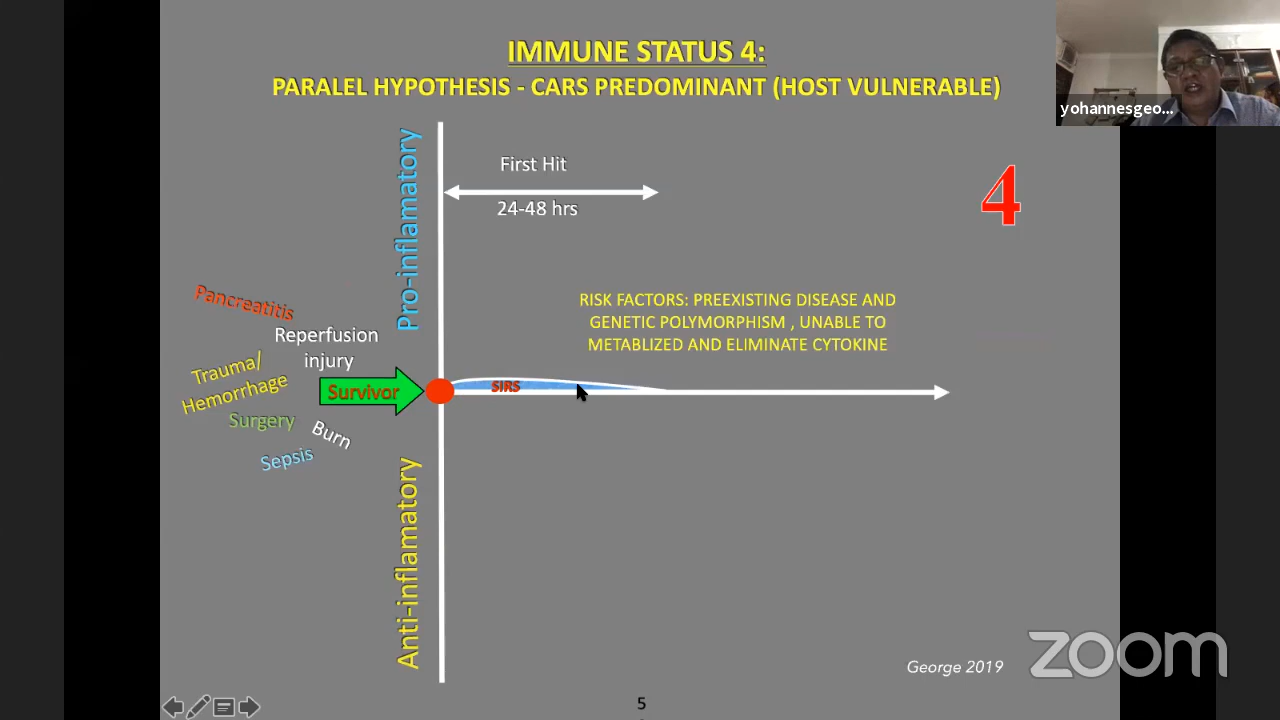 IMMUNE STATUS 4:
PARALEL HYPOTHESIS - CARS PREDOMINANT (HOST VULNERABLE)
yohannesgeo...
Pro-inflamatory
First Hit
24-48 hrs
4
RISK FACTORS: PREEXISTING DISEASE AND
GENETIC POLYMORPHISM , UNABLE TO
METABLIZED AND ELIMINATE CYTOKINE
Pancreatitis
Reperfusion
injury
Trauma/
Hemorrhage
Survivor
SIRS
Surgery
Burn
Sepsis
Anti-inflamatory
George 2019
zoom
5